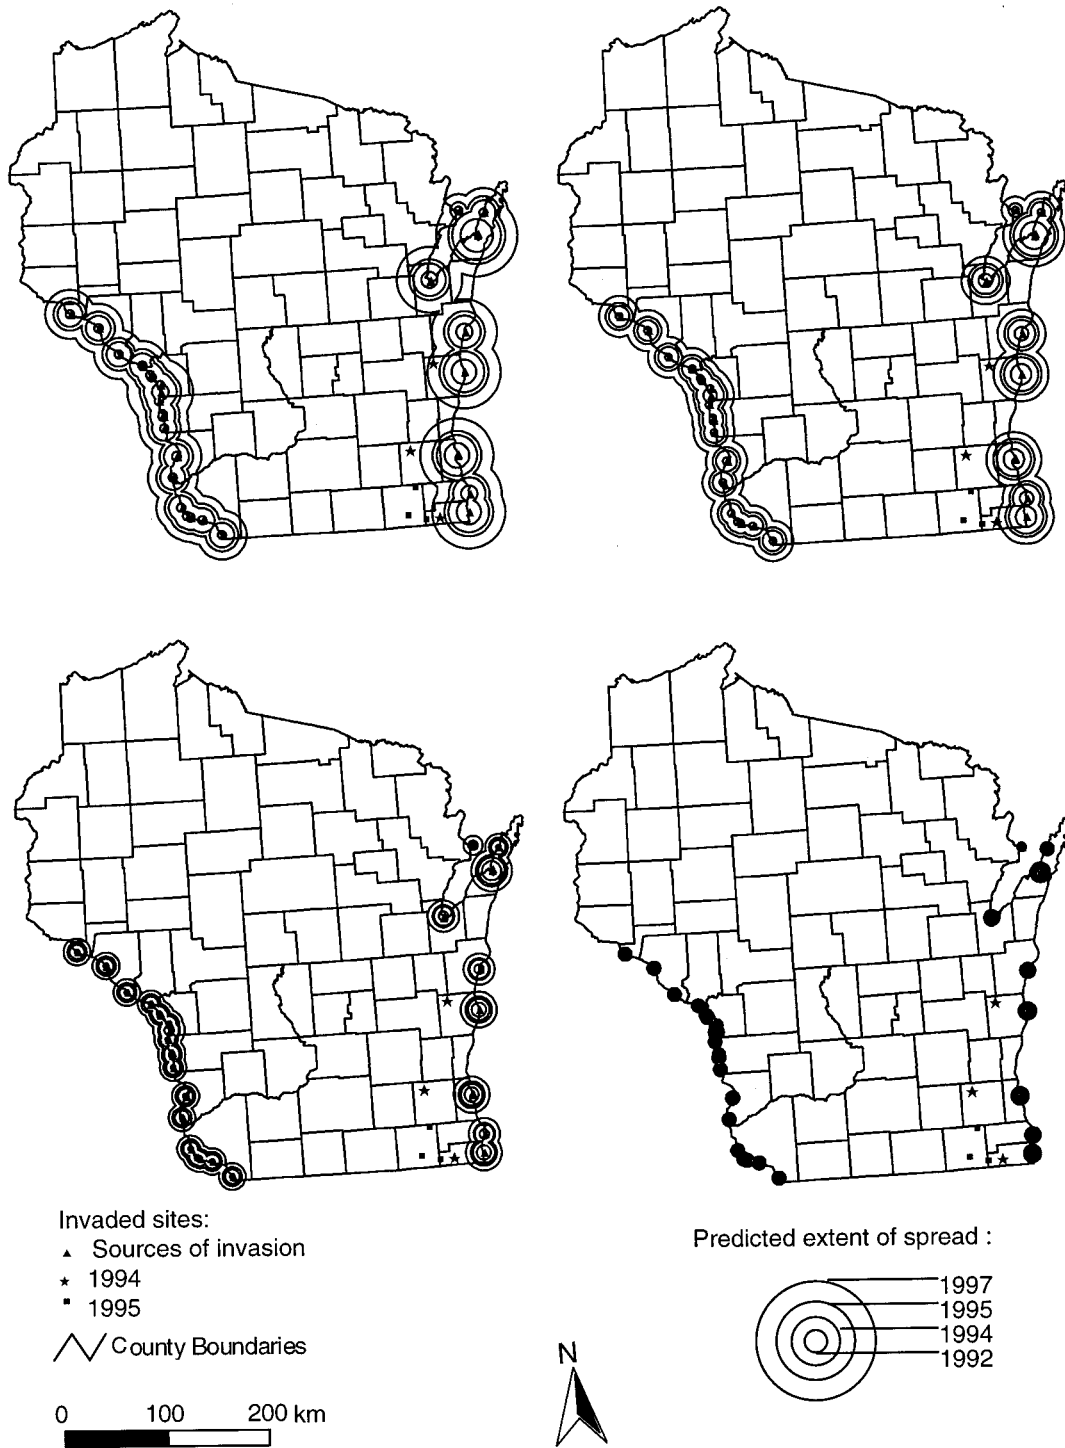 Invaded sites:
Sources of invasion
1994
1995
County Boundaries
0 100 200 km
N
Predicted extent of spread :
1997
1995
1994
1992